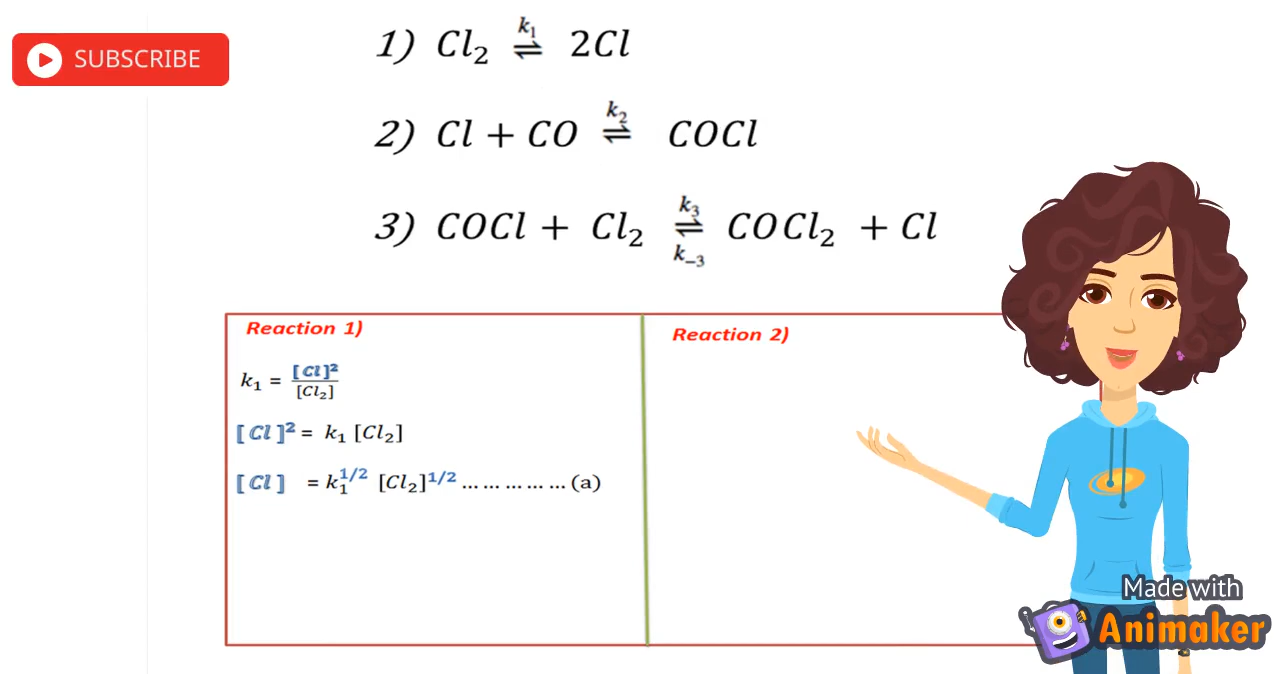 SUBSCRIBE
1) Cl₂ ⇌ 2Cl k₁
2) Cl + CO ⇌ COCl k₂
3) COCl + Cl₂ ⇌ COCl₂ + Cl k₃ k₋₃
Reaction 1)
k₁ = [Cl]² / [Cl₂]
[Cl]² = k₁ [Cl₂]
[Cl] = k₁^1/2 [Cl₂]^1/2 … … … … … (a)
Reaction 2)
Made with
Animaker